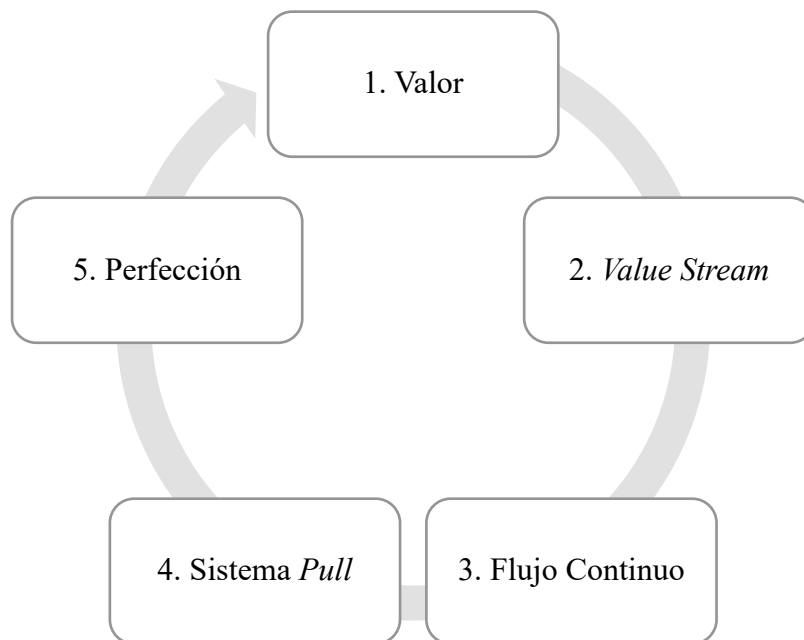 1. Valor
2. Value Stream
3. Flujo Continuo
4. Sistema Pull
5. Perfección